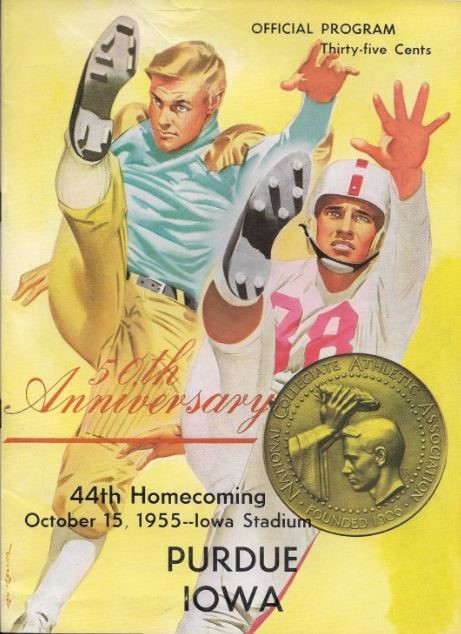 OFFICIAL PROGRAM
Thirty-five Cents
38
50th
Anniversary
NATIONAL COLLEGIATE ATHLETIC ASSOCIATION
FOUNDED 1906
44th Homecoming
October 15, 1955--Iowa Stadium
PURDUE
IOWA